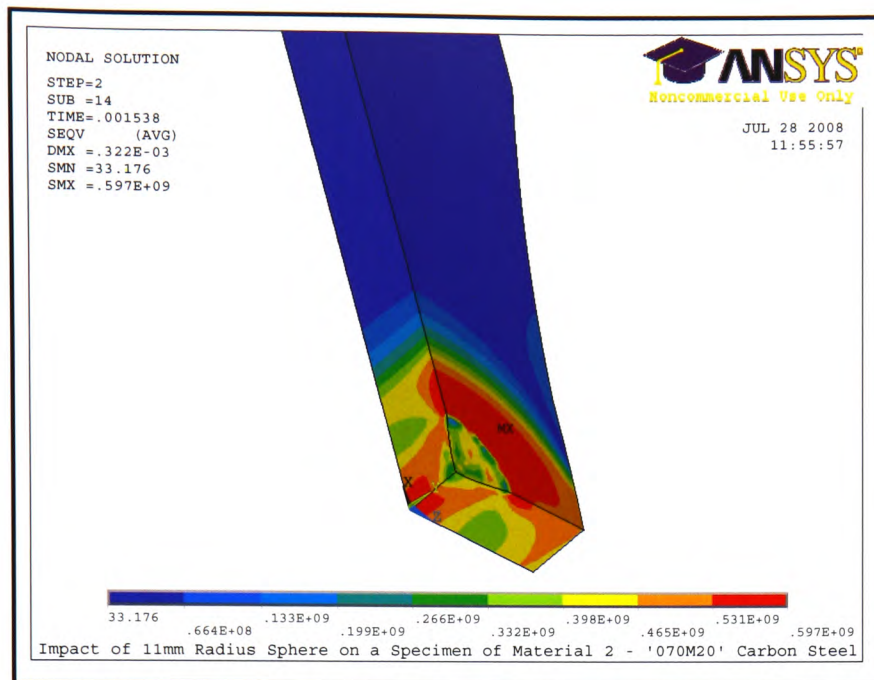 NODAL SOLUTION
STEP=2
SUB =14
TIME=.001538
SEQV (AVG)
DMX =.322E-03
SMN =33.176
SMX =.597E+09
ANSYS
Noncommercial Use Only
JUL 28 2008
11:55:57
MX
X
Z
33.176 .133E+09 .266E+09 .398E+09 .531E+09
.664E+08 .199E+09 .332E+09 .465E+09 .597E+09
Impact of 11mm Radius Sphere on a Specimen of Material 2 - '070M20' Carbon Steel